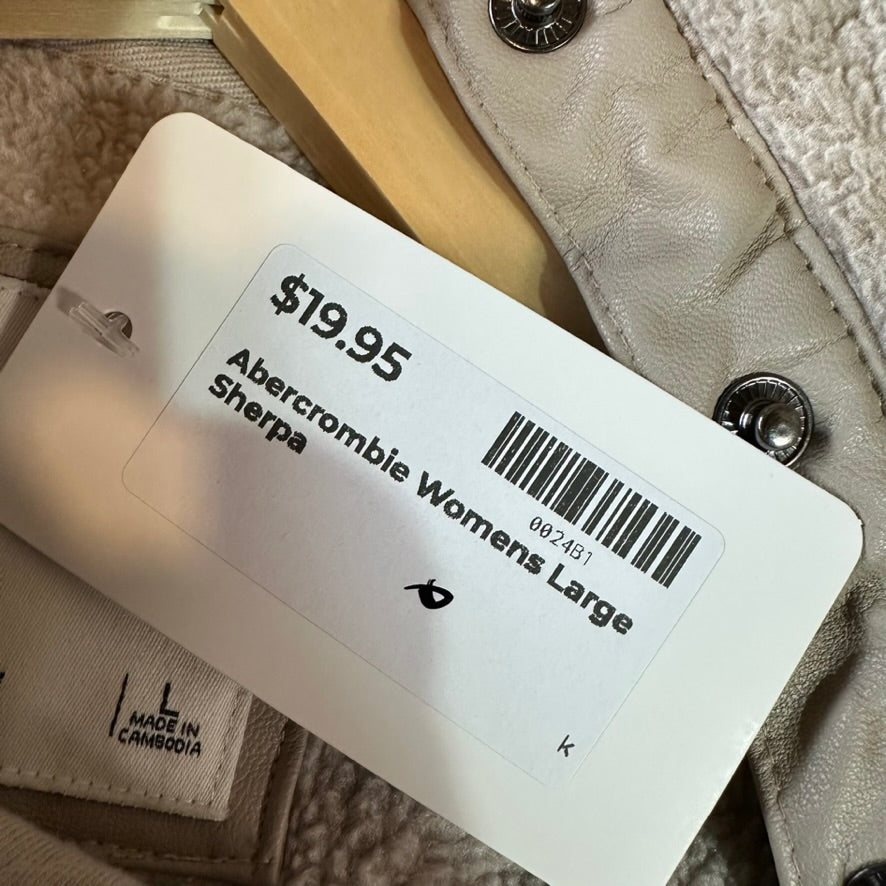 $19.95
Abercrombie Womens Large
Sherpa
0024B1
k
L
MADE IN
CAMBODIA